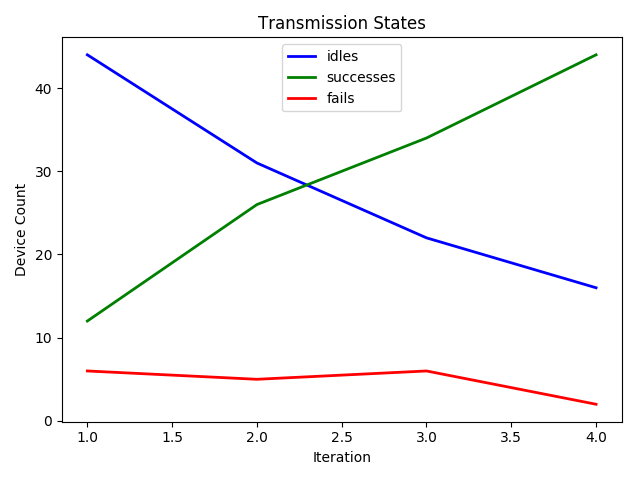 Transmission States
idles
successes
fails
Device Count
40
30
20
10
0
1.0 1.5 2.0 2.5 3.0 3.5 4.0
Iteration